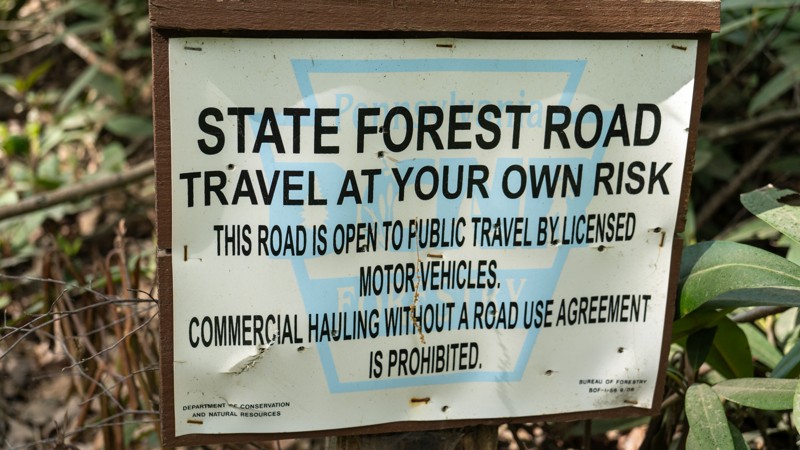 Pennsylvania
STATE FOREST ROAD
TRAVEL AT YOUR OWN RISK
THIS ROAD IS OPEN TO PUBLIC TRAVEL BY LICENSED
MOTOR VEHICLES.
FORESTRY
COMMERCIAL HAULING WITHOUT A ROAD USE AGREEMENT
IS PROHIBITED.
DEPARTMENT OF CONSERVATION
AND NATURAL RESOURCES
BUREAU OF FORESTRY